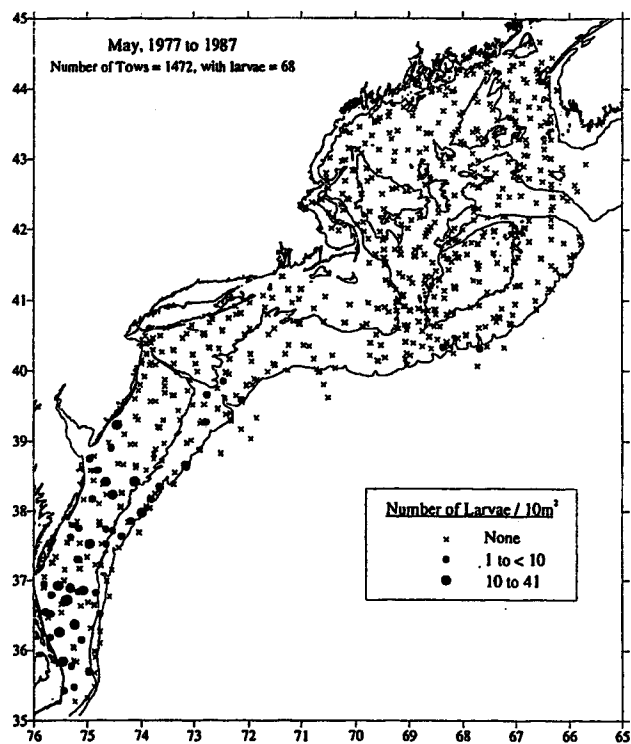 May, 1977 to 1987
Number of Tows = 1472, with larvae = 68
45
44
43
42
41
40
39
38
37
36
35
Number of Larvae / 10m²
x None
• 1 to < 10
● 10 to 41
76 75 74 73 72 71 70 69 68 67 66 65